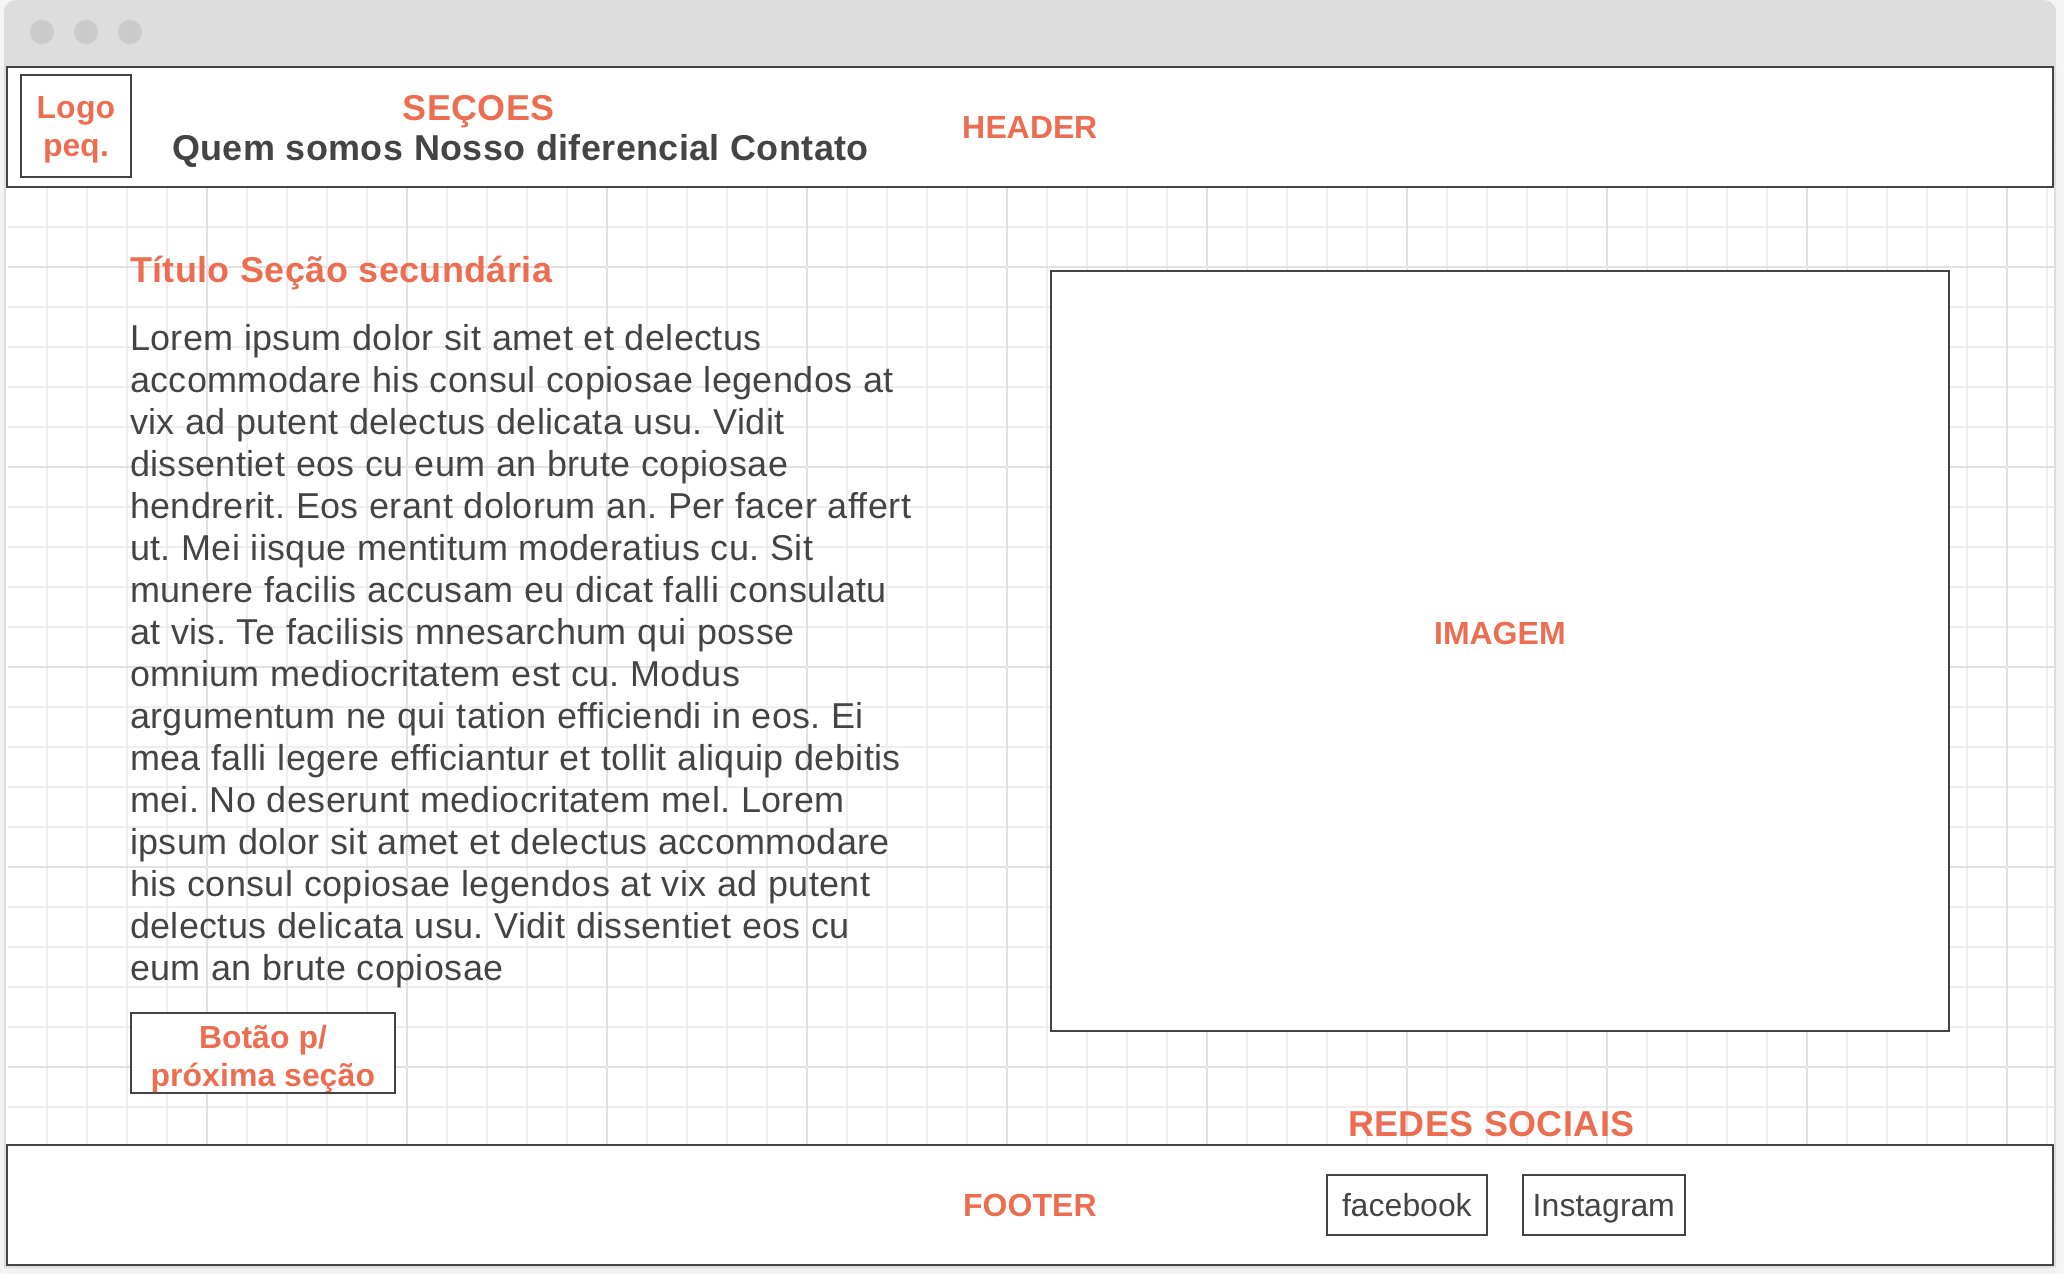 Logo
peq.
SEÇOES
Quem somos Nosso diferencial Contato
HEADER
Título Seção secundária
Lorem ipsum dolor sit amet et delectus
accommodare his consul copiosae legendos at
vix ad putent delectus delicata usu. Vidit
dissentiet eos cu eum an brute copiosae
hendrerit. Eos erant dolorum an. Per facer affert
ut. Mei iisque mentitum moderatius cu. Sit
munere facilis accusam eu dicat falli consulatu
at vis. Te facilisis mnesarchum qui posse
omnium mediocritatem est cu. Modus
argumentum ne qui tation efficiendi in eos. Ei
mea falli legere efficiantur et tollit aliquip debitis
mei. No deserunt mediocritatem mel. Lorem
ipsum dolor sit amet et delectus accommodare
his consul copiosae legendos at vix ad putent
delectus delicata usu. Vidit dissentiet eos cu
eum an brute copiosae
Botão p/
próxima seção
IMAGEM
REDES SOCIAIS
FOOTER
facebook
Instagram